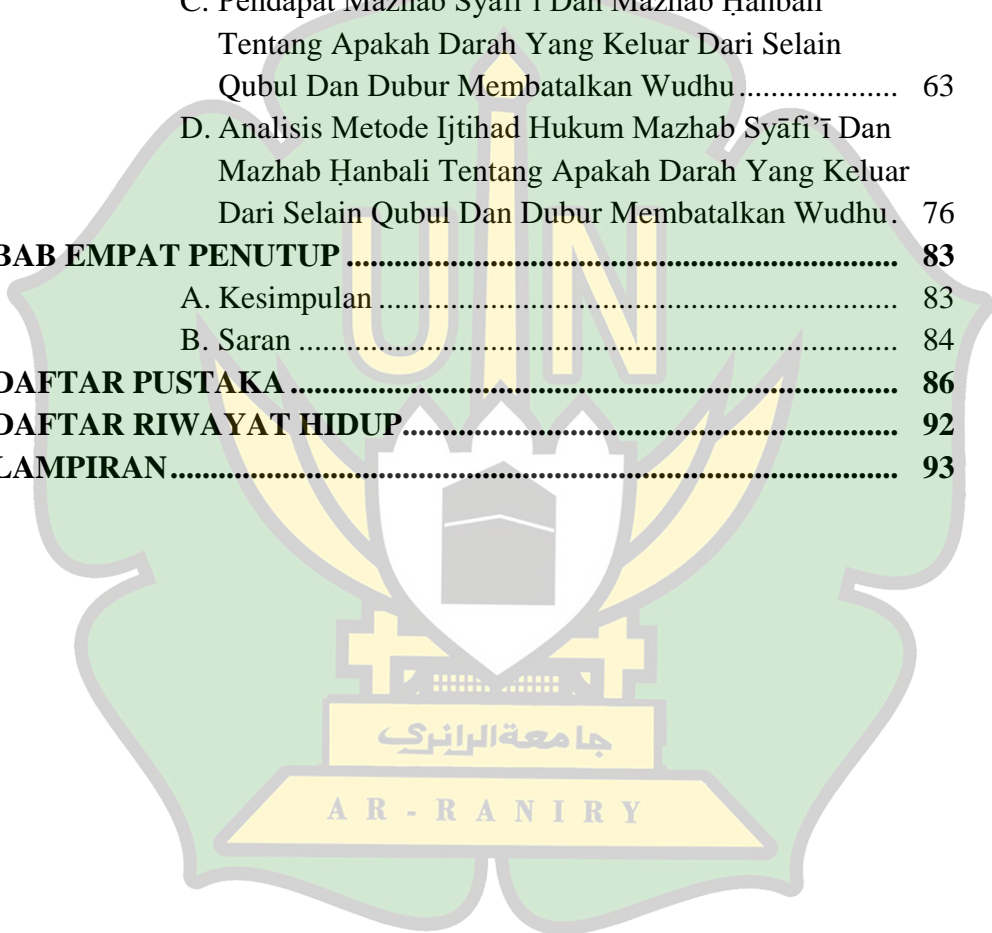 C. Pendapat Mazhab Syāfi’ī Dan Mazhab Ḥanbali
Tentang Apakah Darah Yang Keluar Dari Selain
Qubul Dan Dubur Membatalkan Wudhu.................... 63
D. Analisis Metode Ijtihad Hukum Mazhab Syāfi’ī Dan
Mazhab Ḥanbali Tentang Apakah Darah Yang Keluar
Dari Selain Qubul Dan Dubur Membatalkan Wudhu. 76
BAB EMPAT PENUTUP ...................................................................... 83
A. Kesimpulan .................................................................. 83
B. Saran ............................................................................ 84
DAFTAR PUSTAKA ............................................................................. 86
DAFTAR RIWAYAT HIDUP............................................................... 92
LAMPIRAN............................................................................................ 93
UIN
جامعةالرانري
AR-RANIRY